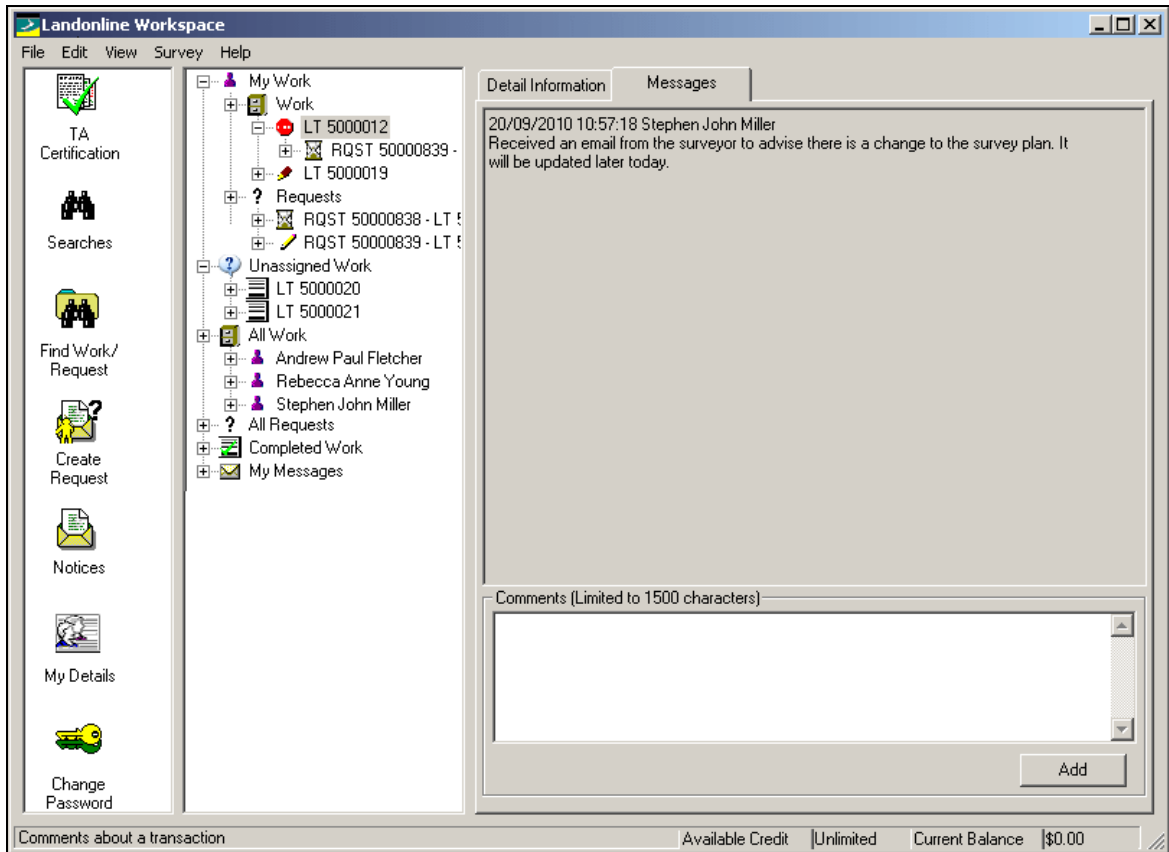 Landonline Workspace
File Edit View Survey Help
TA
Certification
Searches
Find Work/
Request
Create
Request
Notices
My Details
Change
Password
My Work
Work
LT 5000012
RQST 50000839 -
LT 5000019
? Requests
RQST 50000838 - LT 5
RQST 50000839 - LT 5
Unassigned Work
LT 5000020
LT 5000021
All Work
Andrew Paul Fletcher
Rebecca Anne Young
Stephen John Miller
? All Requests
Completed Work
My Messages
Detail Information Messages
20/09/2010 10:57:18 Stephen John Miller
Received an email from the surveyor to advise there is a change to the survey plan. It
will be updated later today.
Comments (Limited to 1500 characters)
Add
Comments about a transaction Available Credit Unlimited Current Balance $0.00